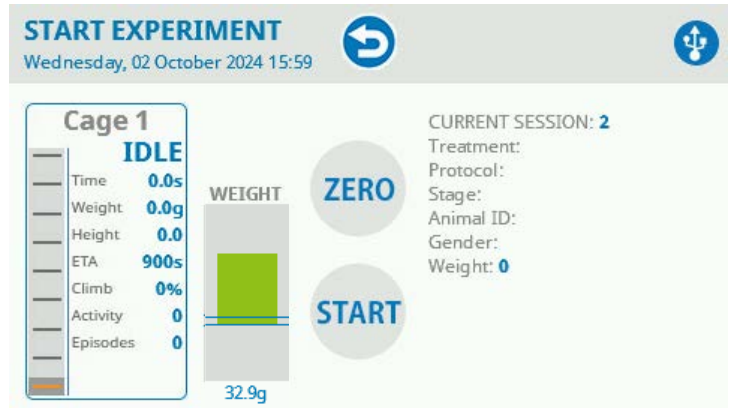 START EXPERIMENT
Wednesday, 02 October 2024 15:59
Cage 1
IDLE
Time 0.0s
Weight 0.0g
Height 0.0
ETA 900s
Climb 0%
Activity 0
Episodes 0
WEIGHT
32.9g
ZERO
START
CURRENT SESSION: 2
Treatment:
Protocol:
Stage:
Animal ID:
Gender:
Weight: 0